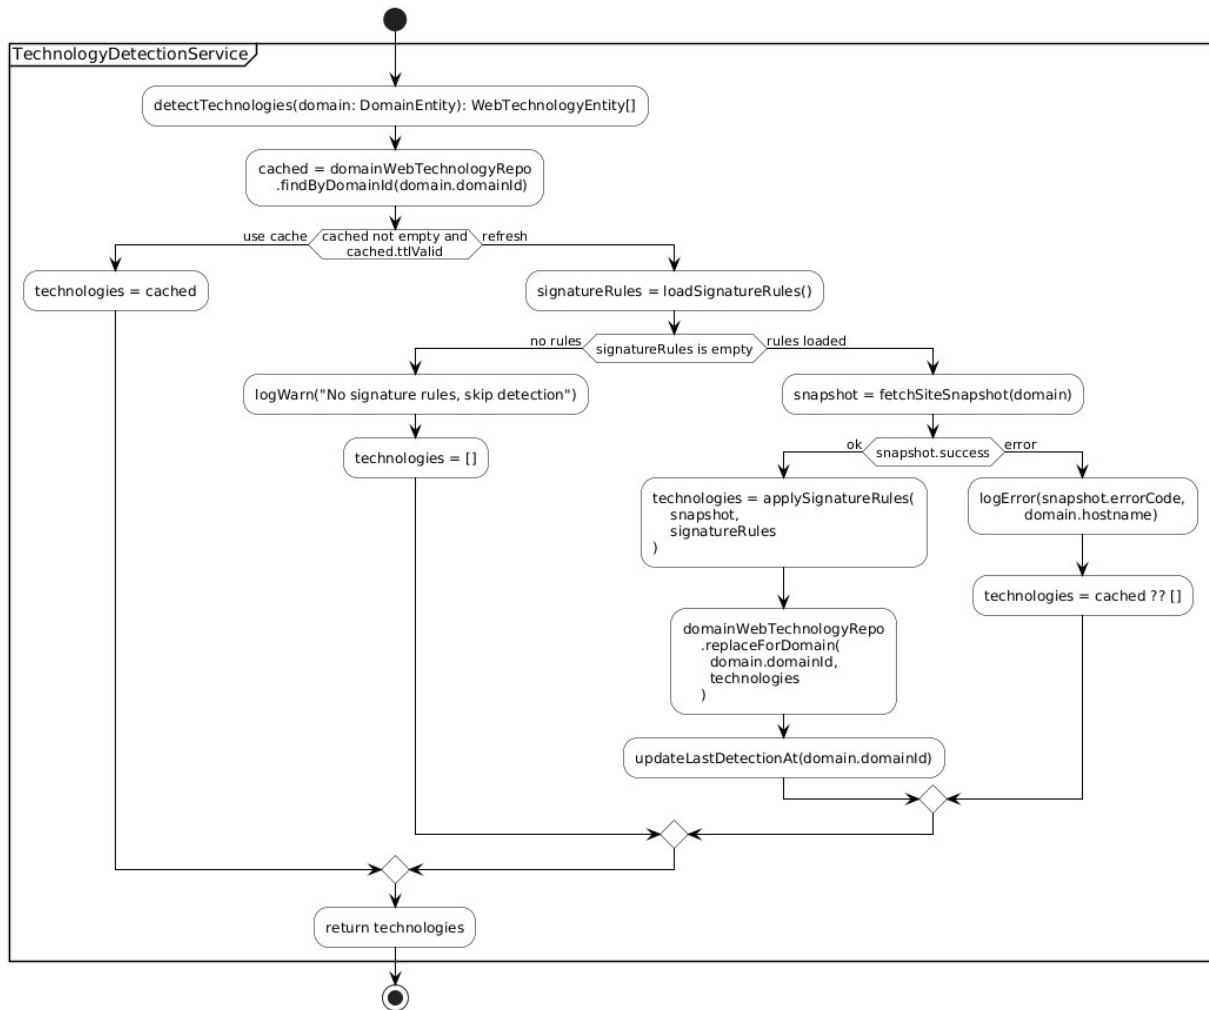 TechnologyDetectionService
detectTechnologies(domain: DomainEntity): WebTechnologyEntity[]
cached = domainWebTechnologyRepo
.findByDomainId(domain.domainId)
use cache
cached not empty and
cached.ttlValid
refresh
technologies = cached
signatureRules = loadSignatureRules()
no rules
signatureRules is empty
rules loaded
logWarn("No signature rules, skip detection")
technologies = []
snapshot = fetchSiteSnapshot(domain)
ok
snapshot.success
error
technologies = applySignatureRules(
snapshot,
signatureRules
)
domainWebTechnologyRepo
.replaceForDomain(
domain.domainId,
technologies
)
updateLastDetectionAt(domain.domainId)
logError(snapshot.errorCode,
domain.hostname)
technologies = cached ?? []
return technologies